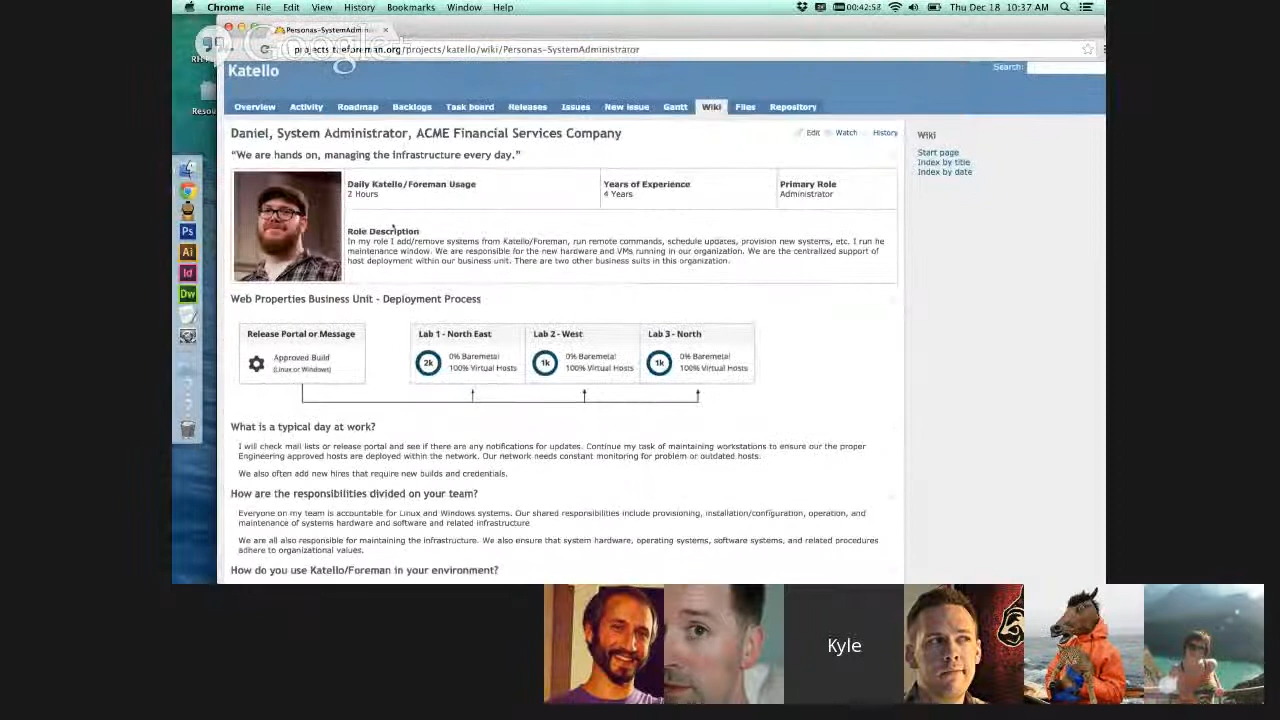 Chrome File Edit View History Bookmarks Window Help 00:42:58 Thu Dec 18 10:37 AM
Personas-SystemAdminis
Google+
projects.theforeman.org/projects/katello/wiki/Personas-SystemAdministrator
Katello
Search:
Resou
Overview Activity Roadmap Backlogs Task board Releases Issues New issue Gantt Wiki Files Repository
Daniel, System Administrator, ACME Financial Services Company
Edit Watch History
Wiki
"We are hands on, managing the infrastructure every day."
Start page
Index by title
Index by date
Daily Katello/Foreman Usage
2 Hours
Years of Experience
4 Years
Primary Role
Administrator
Role Description
In my role I add/remove systems from Katello/Foreman, run remote commands, schedule updates, provision new systems, etc. I run he
maintenance window. We are responsible for the new hardware and VMs running in our organization. We are the centralized support of
host deployment within our business unit. There are two other business suits in this organization.
Web Properties Business Unit - Deployment Process
Release Portal or Message
Approved Build
(Linux or Windows)
Lab 1 - North East
2k
0% Baremetal
100% Virtual Hosts
Lab 2 - West
1k
0% Baremetal
100% Virtual Hosts
Lab 3 - North
1k
0% Baremetal
100% Virtual Hosts
Ps
Ai
Id
Dw
What is a typical day at work?
I will check mail lists or release portal and see if there are any notifications for updates. Continue my task of maintaining workstations to ensure our the proper
Engineering approved hosts are deployed within the network. Our network needs constant monitoring for problem or outdated hosts.
We also often add new hires that require new builds and credentials.
How are the responsibilities divided on your team?
Everyone on my team is accountable for Linux and Windows systems. Our shared responsibilities include provisioning, installation/configuration, operation, and
maintenance of systems hardware and software and related infrastructure
We are all also responsible for maintaining the infrastructure. We also ensure that system hardware, operating systems, software systems, and related procedures
adhere to organizational values.
How do you use Katello/Foreman in your environment?
Kyle